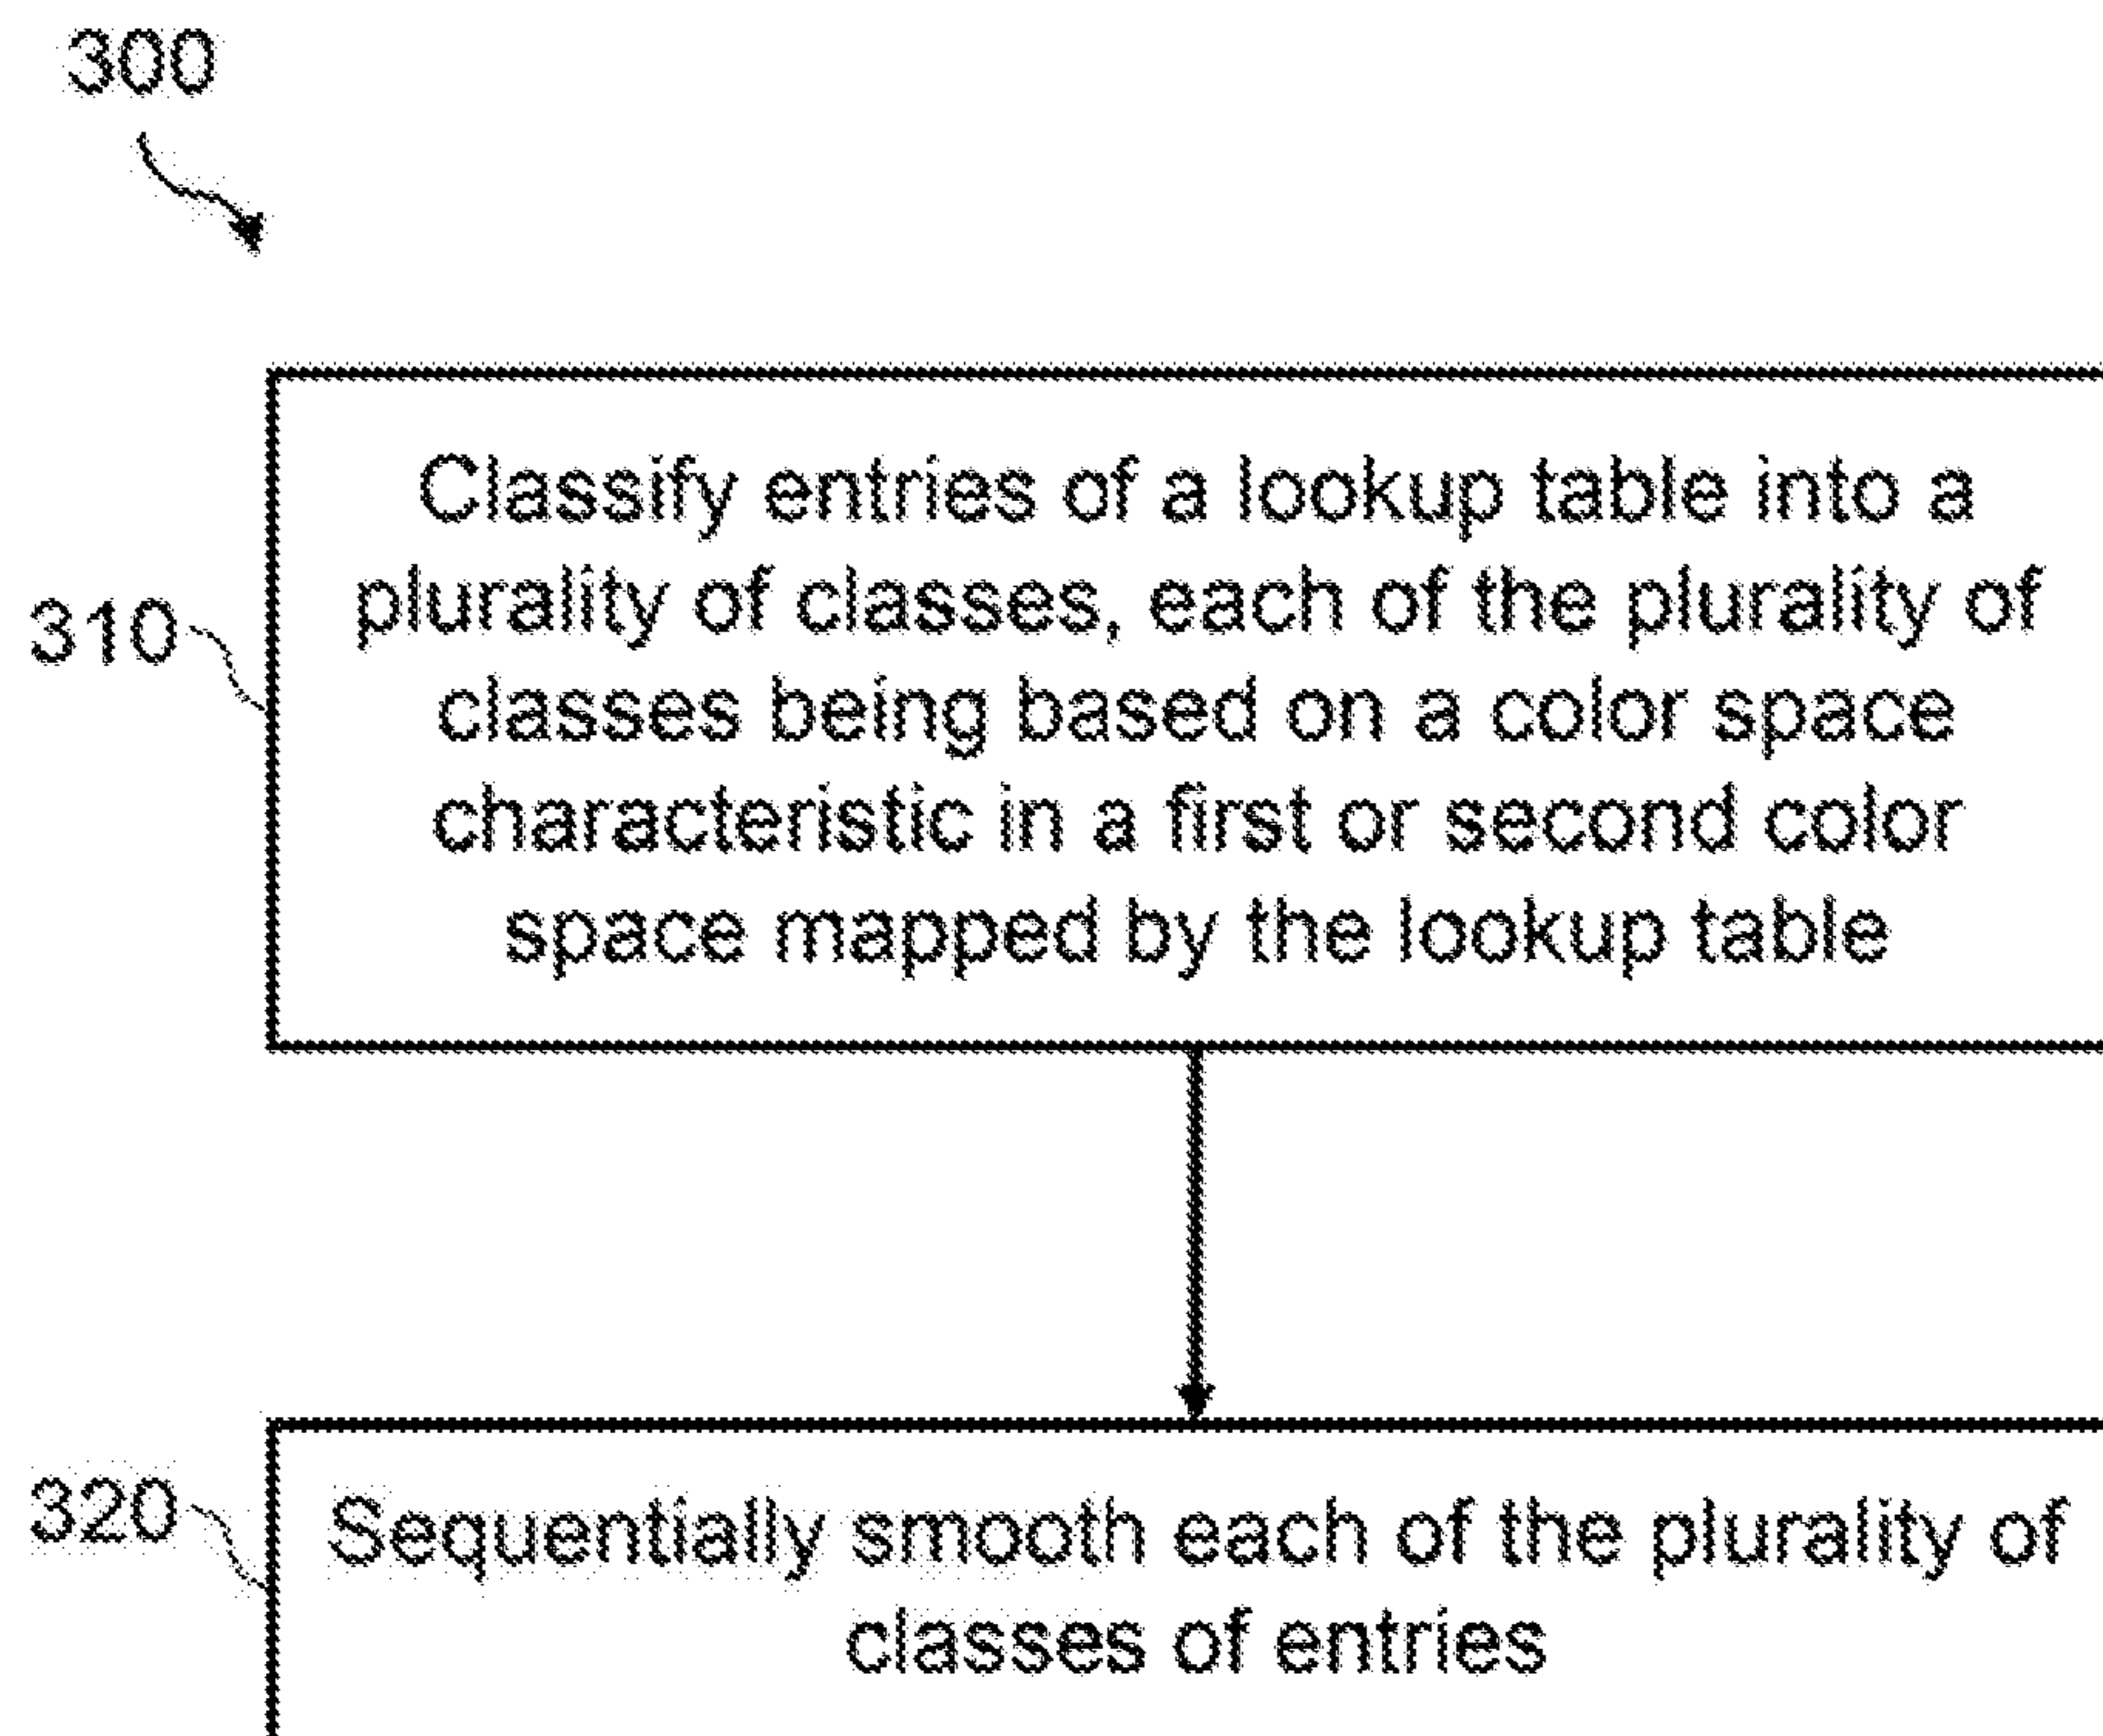 300
310
Classify entries of a lookup table into a
plurality of classes, each of the plurality of
classes being based on a color space
characteristic in a first or second color
space mapped by the lookup table
320
Sequentially smooth each of the plurality of
classes of entries